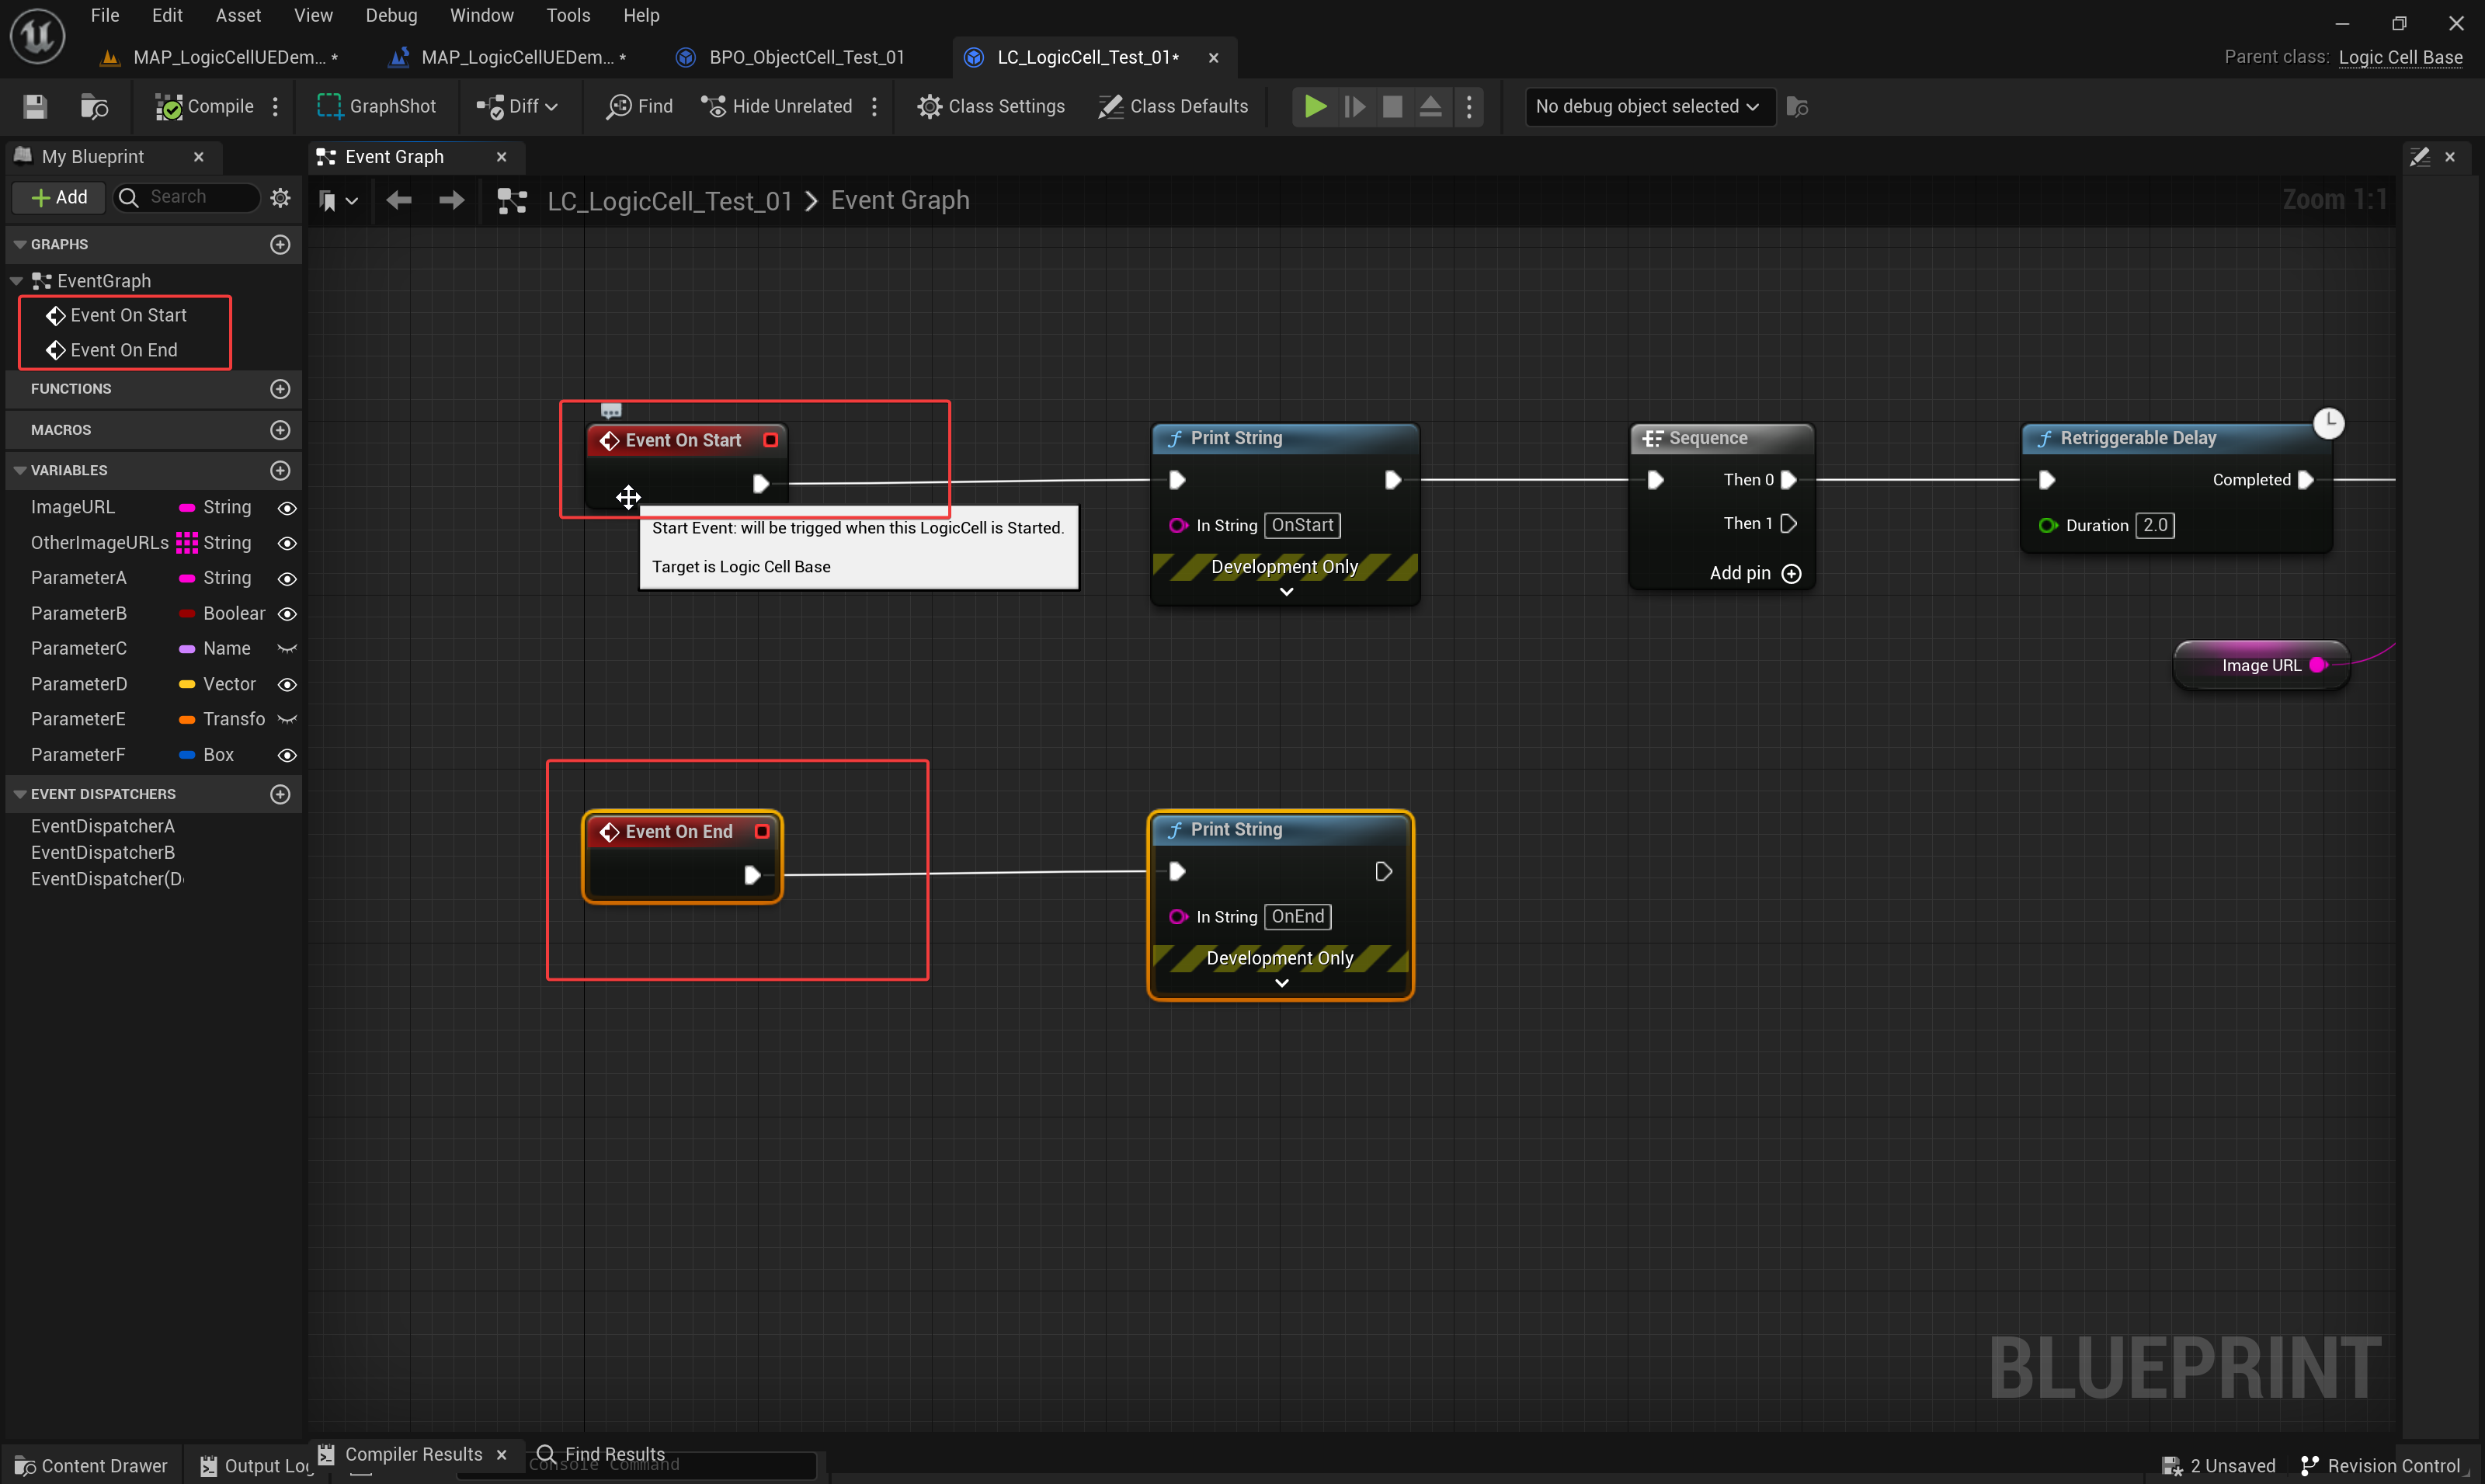 File Edit Asset View Debug Window Tools Help
MAP_LogicCellUEDem... * MAP_LogicCellUEDem... * BPO_ObjectCell_Test_01 LC_LogicCell_Test_01* Parent class: Logic Cell Base
Compile GraphShot Diff Find Hide Unrelated Class Settings Class Defaults No debug object selected
My Blueprint Event Graph
Add Search
LC_LogicCell_Test_01 > Event Graph Zoom 1:1
GRAPHS
EventGraph
Event On Start
Event On End
FUNCTIONS
MACROS
VARIABLES
ImageURL String
OtherImageURLs String
ParameterA String
ParameterB Boolear
ParameterC Name
ParameterD Vector
ParameterE Transfo
ParameterF Box
EVENT DISPATCHERS
EventDispatcherA
EventDispatcherB
EventDispatcher(D
Event On Start
Start Event: will be trigged when this LogicCell is Started.
Target is Logic Cell Base
Print String
In String OnStart
Development Only
Sequence
Then 0
Then 1
Add pin
Retriggerable Delay
Completed
Duration 2.0
Image URL
Event On End
Print String
In String OnEnd
Development Only
BLUEPRINT
Compiler Results Find Results
Content Drawer Output Log Console Command 2 Unsaved Revision Control